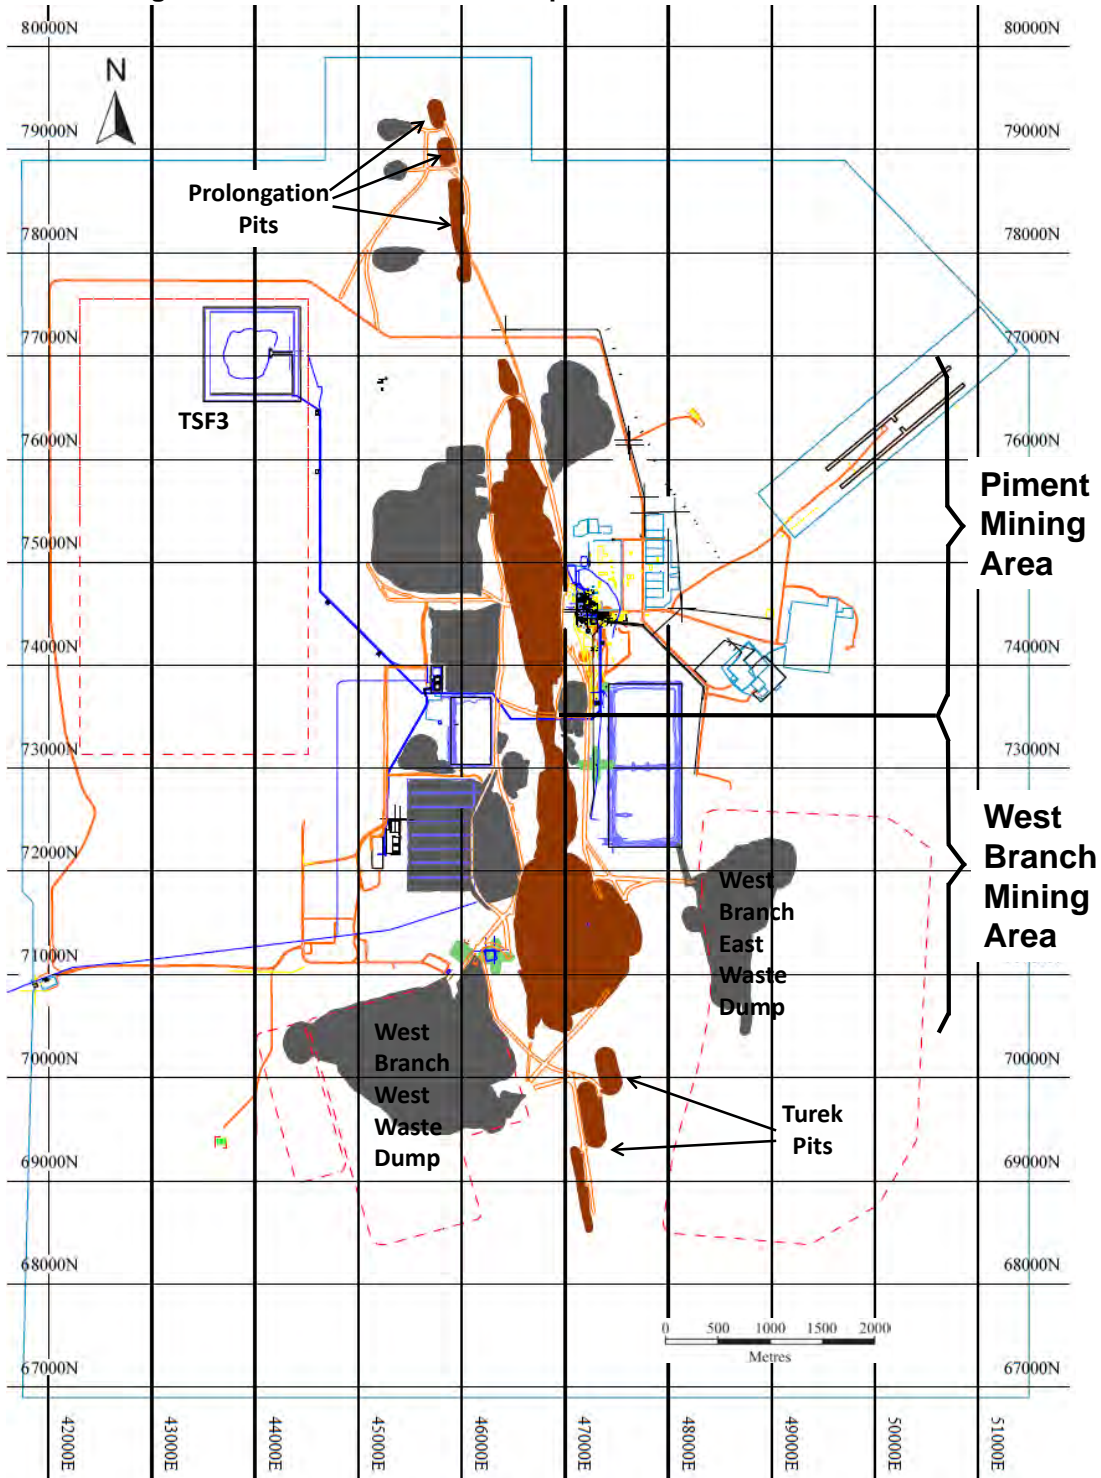 80000N 80000N
N
79000N 79000N
Prolongation
Pits
78000N 78000N
77000N 77000N
TSF3
76000N 76000N
Piment
Mining
Area
75000N 75000N
74000N 74000N
73000N 73000N
West
Branch
Mining
Area
72000N 72000N
West
Branch
East
Waste
Dump
71000N
West
Branch
West
Waste
Dump
70000N 70000N
Turek
Pits
69000N 69000N
68000N 68000N
0 500 1000 1500 2000
Metres
67000N 67000N
42000E 43000E 44000E 45000E 46000E 47000E 48000E 49000E 50000E 51000E